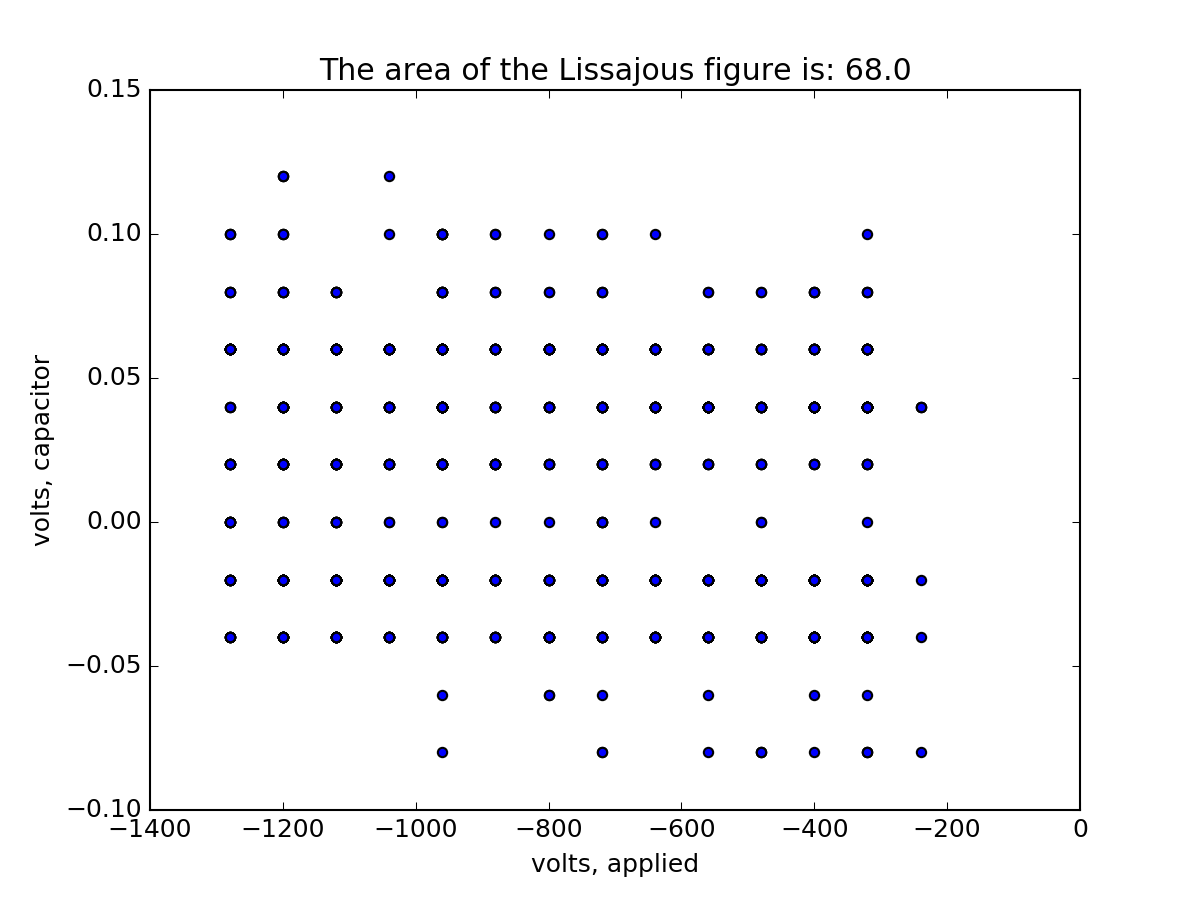 The area of the Lissajous figure is: 68.0
0.15
0.10
0.05
0.00
−0.05
−0.10
volts, capacitor
−1400 −1200 −1000 −800 −600 −400 −200 0
volts, applied